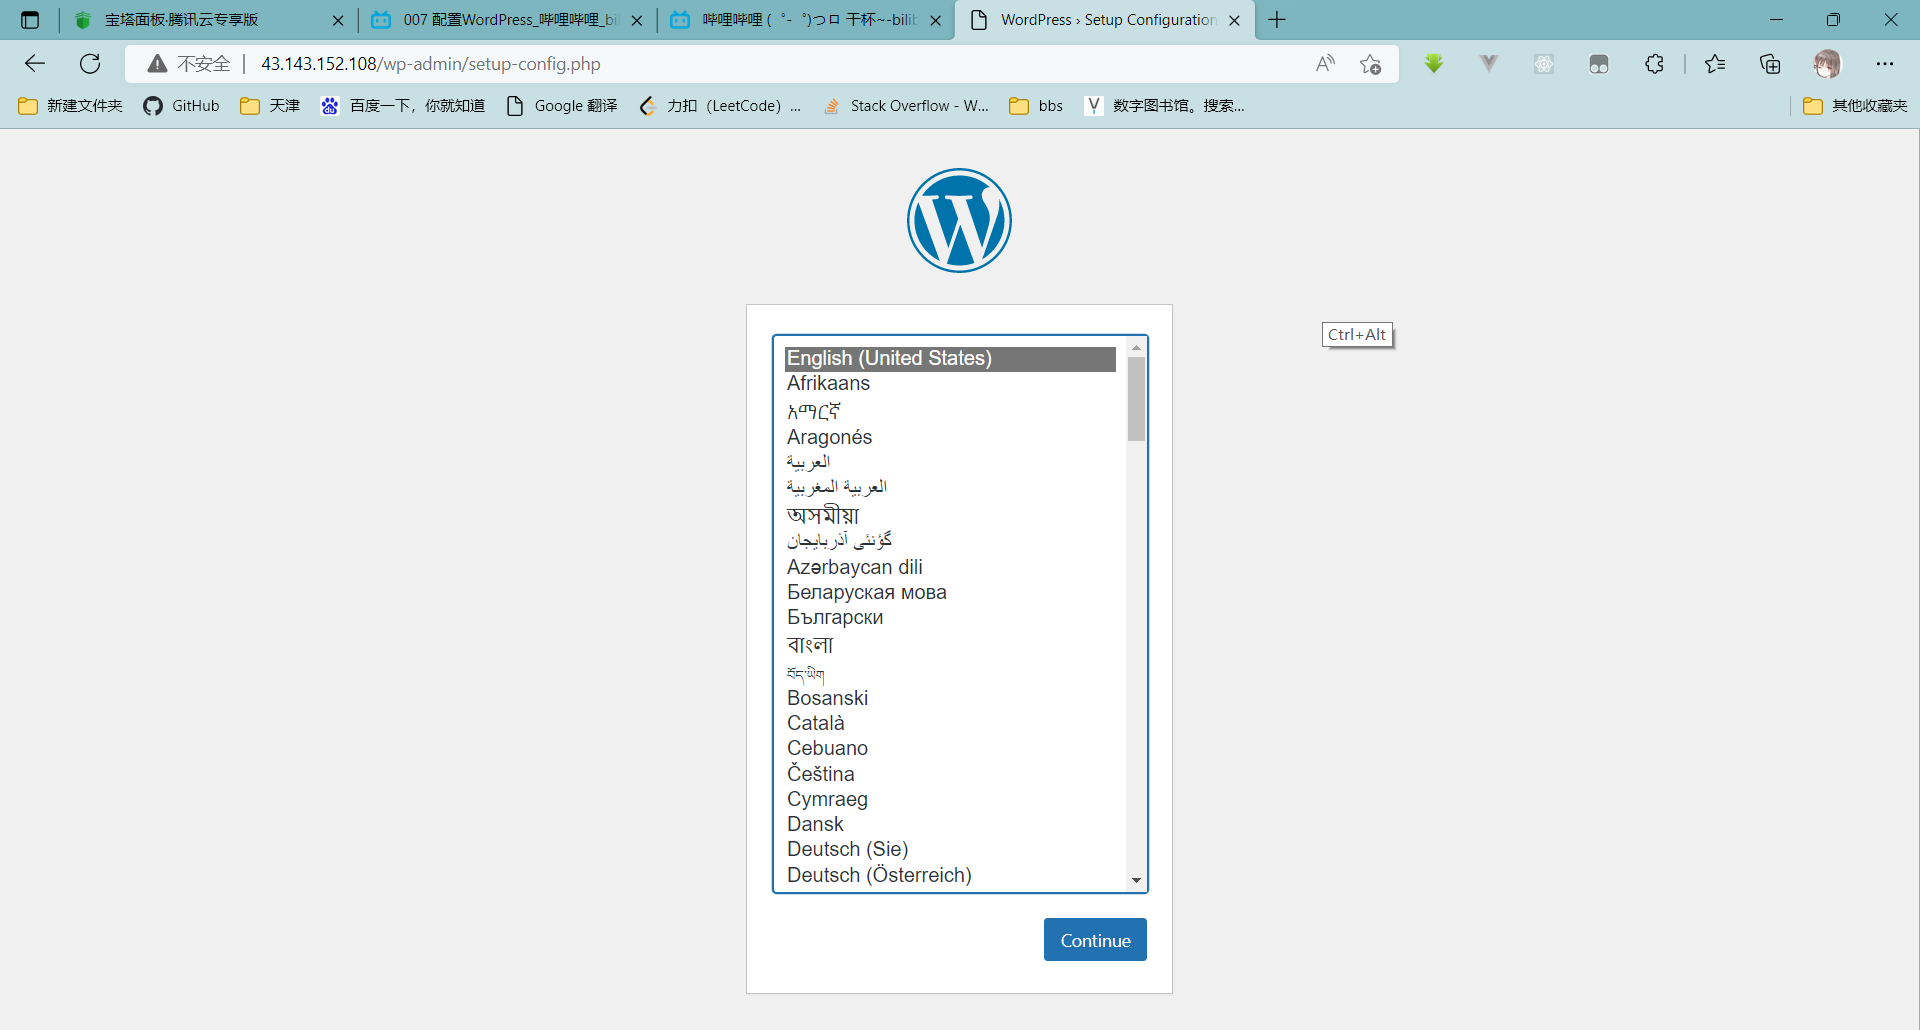 宝塔面板·腾讯云专享版
007 配置WordPress_哔哩哔哩_bil
哔哩哔哩 (゜-゜)つロ 干杯~-bilib
WordPress › Setup Configuration
不安全
43.143.152.108/wp-admin/setup-config.php
新建文件夹
GitHub
天津
百度一下，你就知道
Google 翻译
力扣（LeetCode）...
Stack Overflow - W...
bbs
数字图书馆。搜索...
其他收藏夹
Ctrl+Alt
English (United States)
Afrikaans
አማርኛ
Aragonés
العربية
العربية المغربية
অসমীয়া
گؤنئی آذربایجان
Azərbaycan dili
Беларуская мова
Български
বাংলা
བོད་ཡིག
Bosanski
Català
Cebuano
Čeština
Cymraeg
Dansk
Deutsch (Sie)
Deutsch (Österreich)
Continue